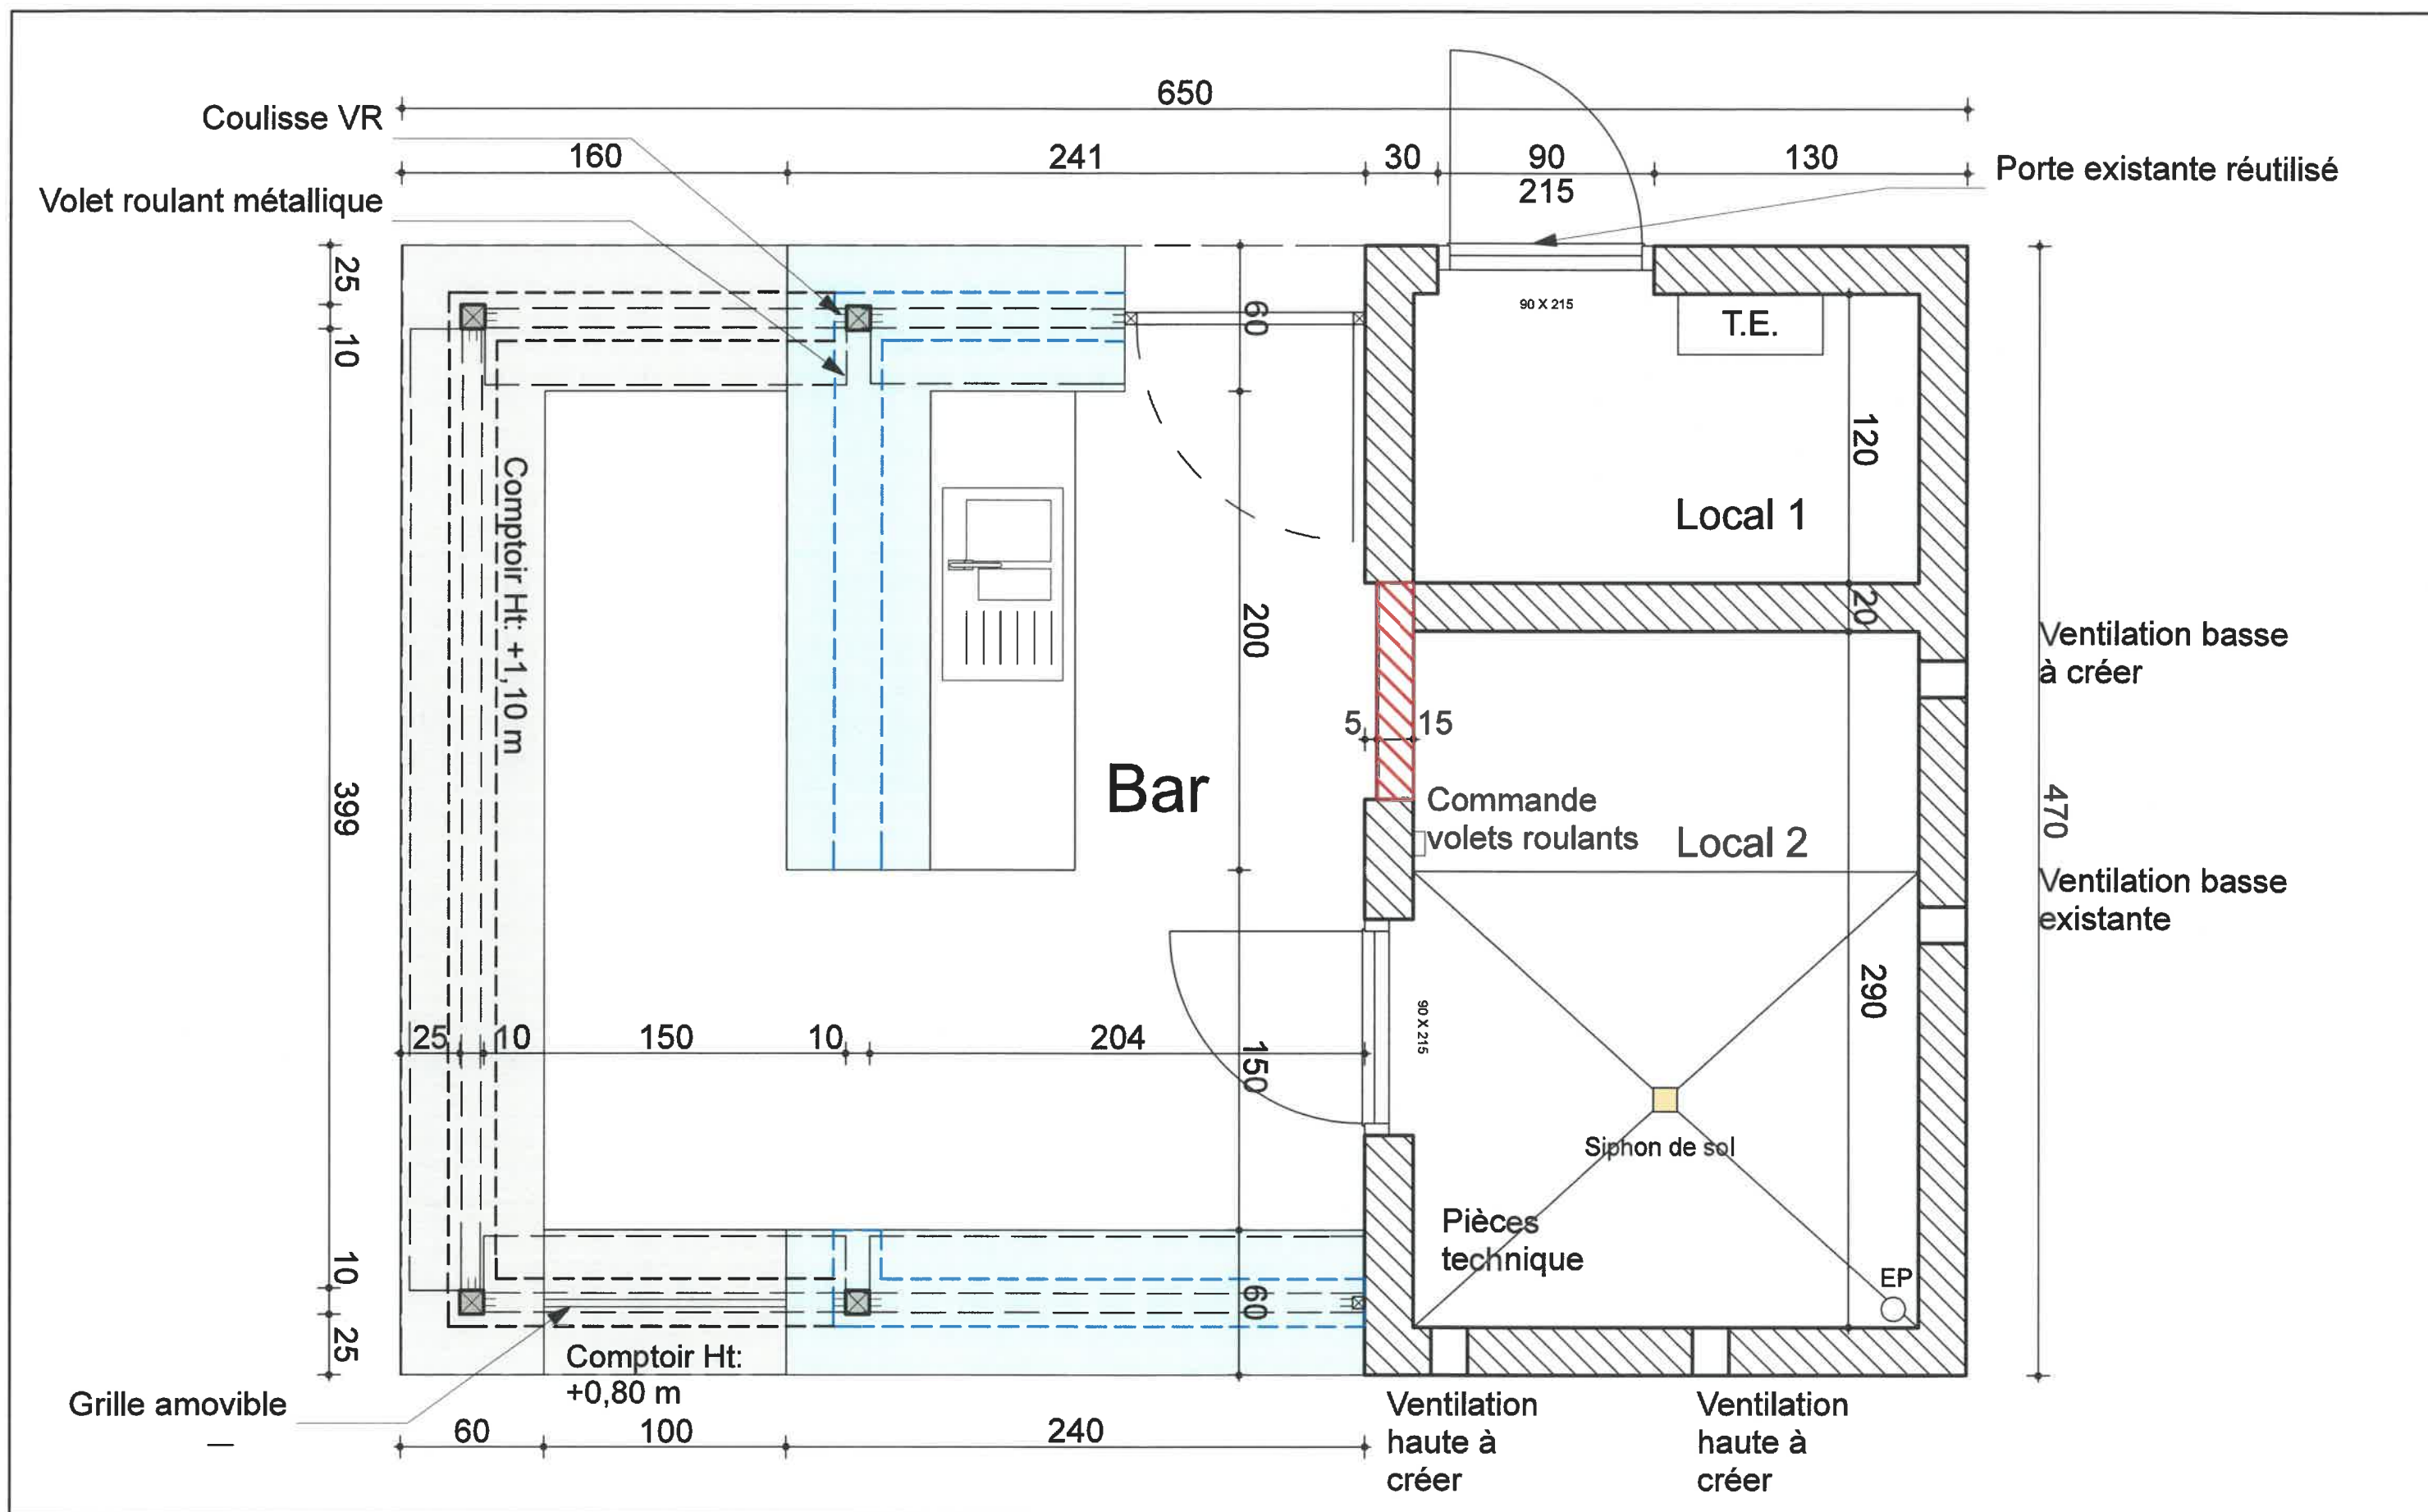 650
Coulisse VR
160
241
30
90
130
215
Porte existante réutilisé
Volet roulant métallique
25
10
60
90 X 215
T.E.
120
Local 1
Comptoir Ht: +1,10 m
200
20
Ventilation basse
à créer
5
15
Bar
399
Commande
volets roulants
Local 2
470
Ventilation basse
existante
290
90 X 215
25
10
150
10
204
150
Siphon de sol
Pièces
technique
EP
10
25
60
Comptoir Ht:
+0,80 m
Grille amovible
60
100
240
Ventilation
haute à
créer
Ventilation
haute à
créer